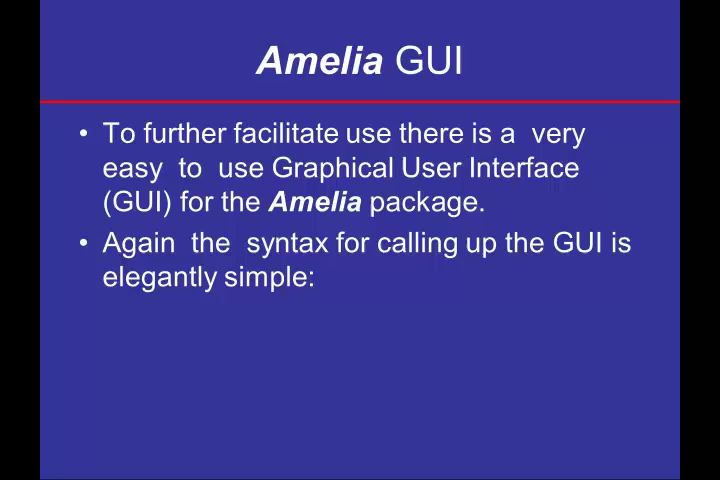 Amelia GUI
• To further facilitate use there is a  very
easy  to  use Graphical User Interface
(GUI) for the Amelia package.
• Again  the  syntax for calling up the GUI is
elegantly simple: